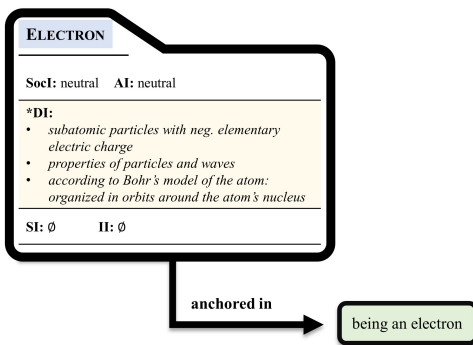 ELECTRON
SocI: neutral AI: neutral
*DI:
• subatomic particles with neg. elementary
electric charge
• properties of particles and waves
• according to Bohr's model of the atom:
organized in orbits around the atom's nucleus
SI: ∅ II: ∅
anchored in
being an electron